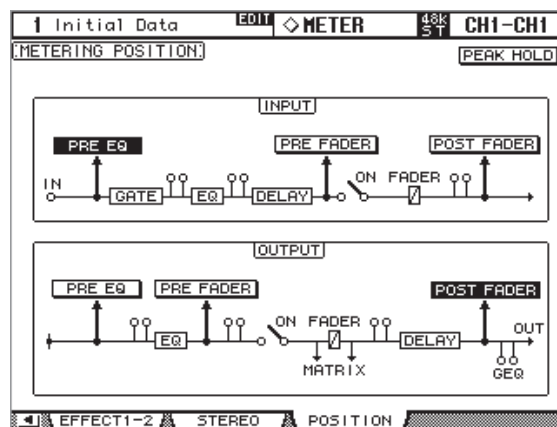 1 Initial Data EDIT ◇METER 48K ST CH1-CH1
METERING POSITION
PEAK HOLD
INPUT
PRE EQ PRE FADER POST FADER
IN GATE EQ DELAY ON FADER
OUTPUT
PRE EQ PRE FADER POST FADER
EQ ON FADER DELAY OUT
MATRIX GEQ
EFFECT1-2 STEREO POSITION